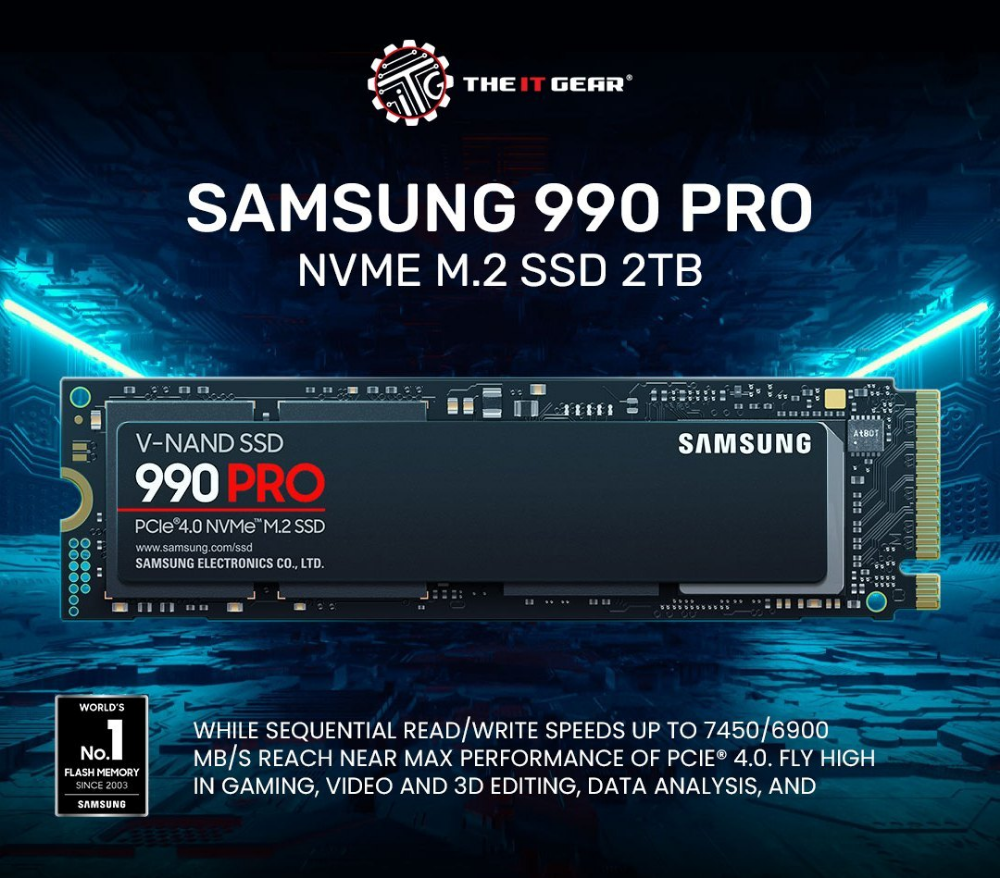 THE IT GEAR®
SAMSUNG 990 PRO
NVME M.2 SSD 2TB
V-NAND SSD
990 PRO
PCIe®4.0 NVMe™ M.2 SSD
www.samsung.com/ssd
SAMSUNG ELECTRONICS CO., LTD.
SAMSUNG
WORLD'S
No.1
FLASH MEMORY
SINCE 2003
SAMSUNG
WHILE SEQUENTIAL READ/WRITE SPEEDS UP TO 7450/6900
MB/S REACH NEAR MAX PERFORMANCE OF PCIE® 4.0. FLY HIGH
IN GAMING, VIDEO AND 3D EDITING, DATA ANALYSIS, AND